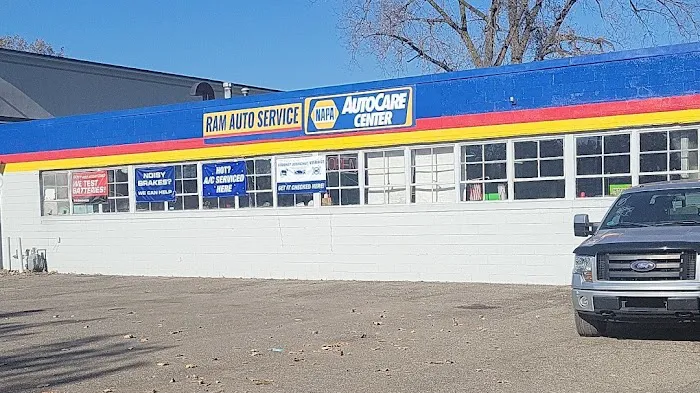 RAM AUTO SERVICE
NAPA
AUTOCARE
CENTER
WE TEST
BATTERIES!
NOISY
BRAKES?
WE CAN HELP
HOT?
A/C SERVICED
HERE
GET IT CHECKED HERE!
Ford